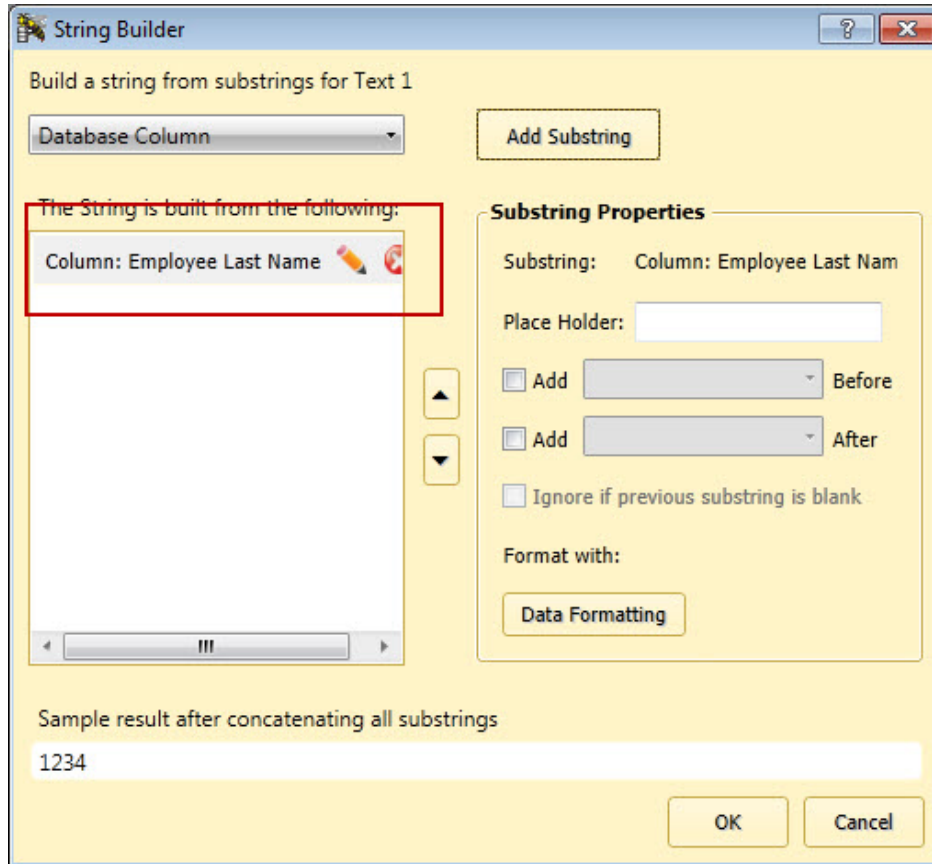 String Builder
Build a string from substrings for Text 1
Database Column
Add Substring
The String is built from the following:
Column: Employee Last Name
Substring Properties
Substring: Column: Employee Last Nam
Place Holder:
Add Before
Add After
Ignore if previous substring is blank
Format with:
Data Formatting
Sample result after concatenating all substrings
1234
OK Cancel